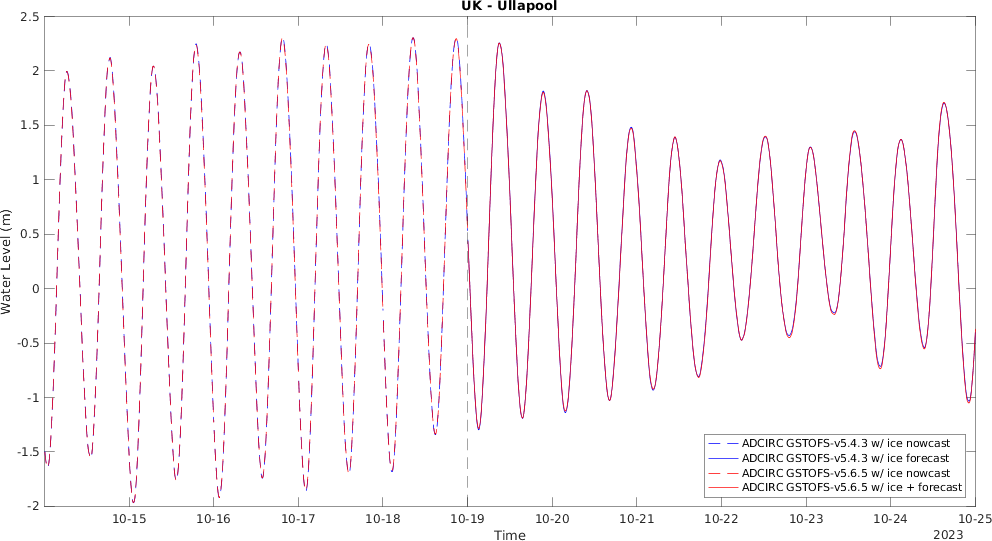 UK - Ullapool
2.5
2
1.5
1
0.5
0
-0.5
-1
-1.5
-2
Water Level (m)
ADCIRC GSTOFS-v5.4.3 w/ ice nowcast
ADCIRC GSTOFS-v5.4.3 w/ ice forecast
ADCIRC GSTOFS-v5.6.5 w/ ice nowcast
ADCIRC GSTOFS-v5.6.5 w/ ice + forecast
10-15 10-16 10-17 10-18 10-19 10-20 10-21 10-22 10-23 10-24 10-25
Time
2023